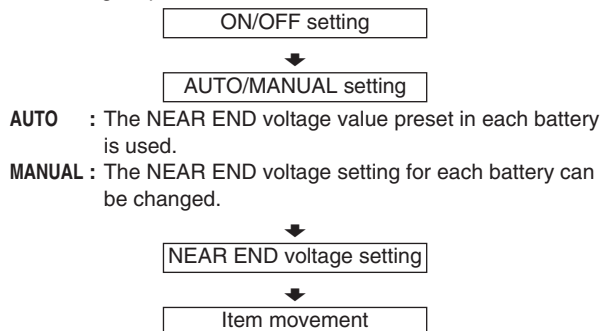 ON/OFF setting
AUTO/MANUAL setting
AUTO : The NEAR END voltage value preset in each battery
is used.
MANUAL : The NEAR END voltage setting for each battery can
be changed.
NEAR END voltage setting
Item movement